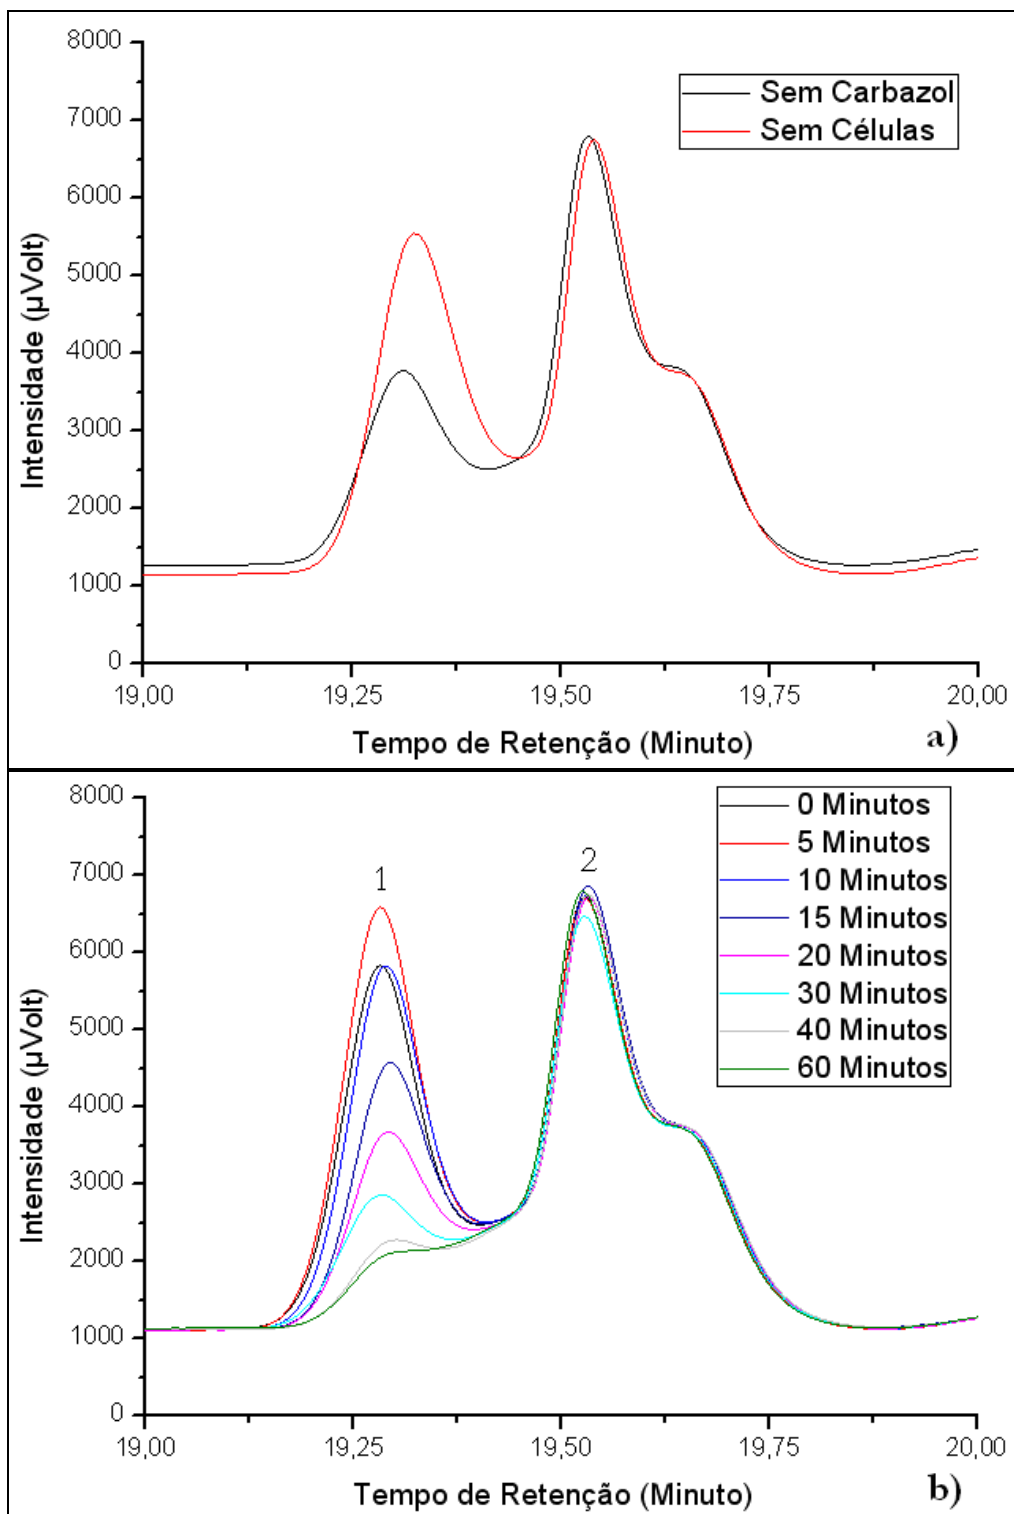 8000
7000
6000
5000
4000
3000
2000
1000
0
Intensidade (µVolt)
Sem Carbazol
Sem Células
19,00 19,25 19,50 19,75 20,00
Tempo de Retenção (Minuto)
a)
8000
7000
6000
5000
4000
3000
2000
1000
0
Intensidade (µVolt)
1
2
0 Minutos
5 Minutos
10 Minutos
15 Minutos
20 Minutos
30 Minutos
40 Minutos
60 Minutos
19,00 19,25 19,50 19,75 20,00
Tempo de Retenção (Minuto)
b)